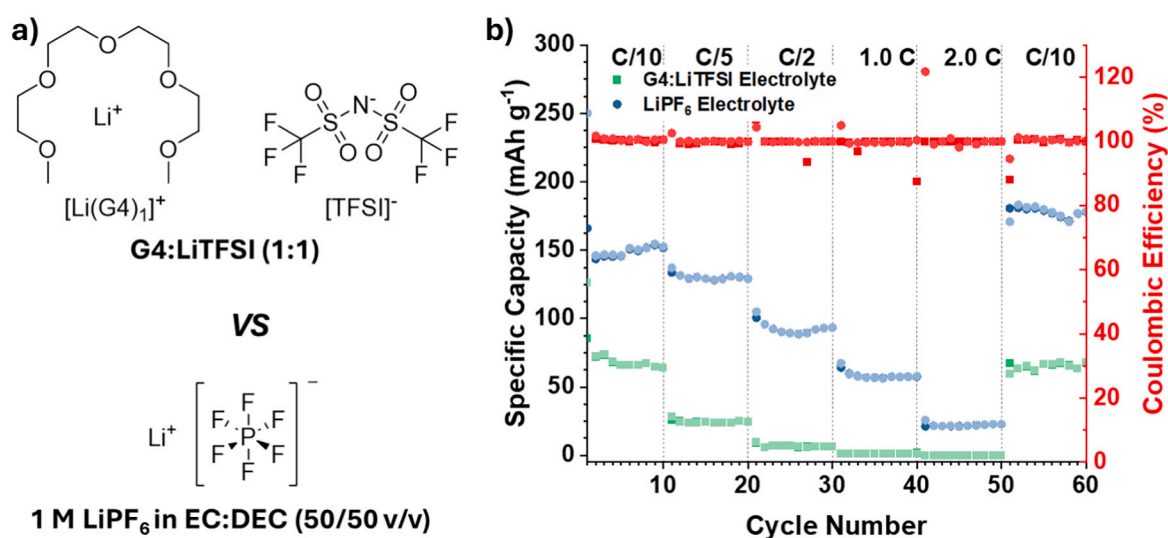 a)
O
O O
Li⁺
O O
[Li(G4)₁]⁺
O O
N⁻
S S
F F
F F
F O O F
[TFSI]⁻
G4:LiTFSI (1:1)
VS
Li⁺
F
F F
P
F F
F
−
1 M LiPF₆ in EC:DEC (50/50 v/v)
b)
Specific Capacity (mAh g⁻¹)
300
250
200
150
100
50
0
C/10 C/5 C/2 1.0 C 2.0 C C/10
G4:LiTFSI Electrolyte
LiPF₆ Electrolyte
10 20 30 40 50 60
Cycle Number
120
100
80
60
40
30
20
10
0
Coulombic Efficiency (%)